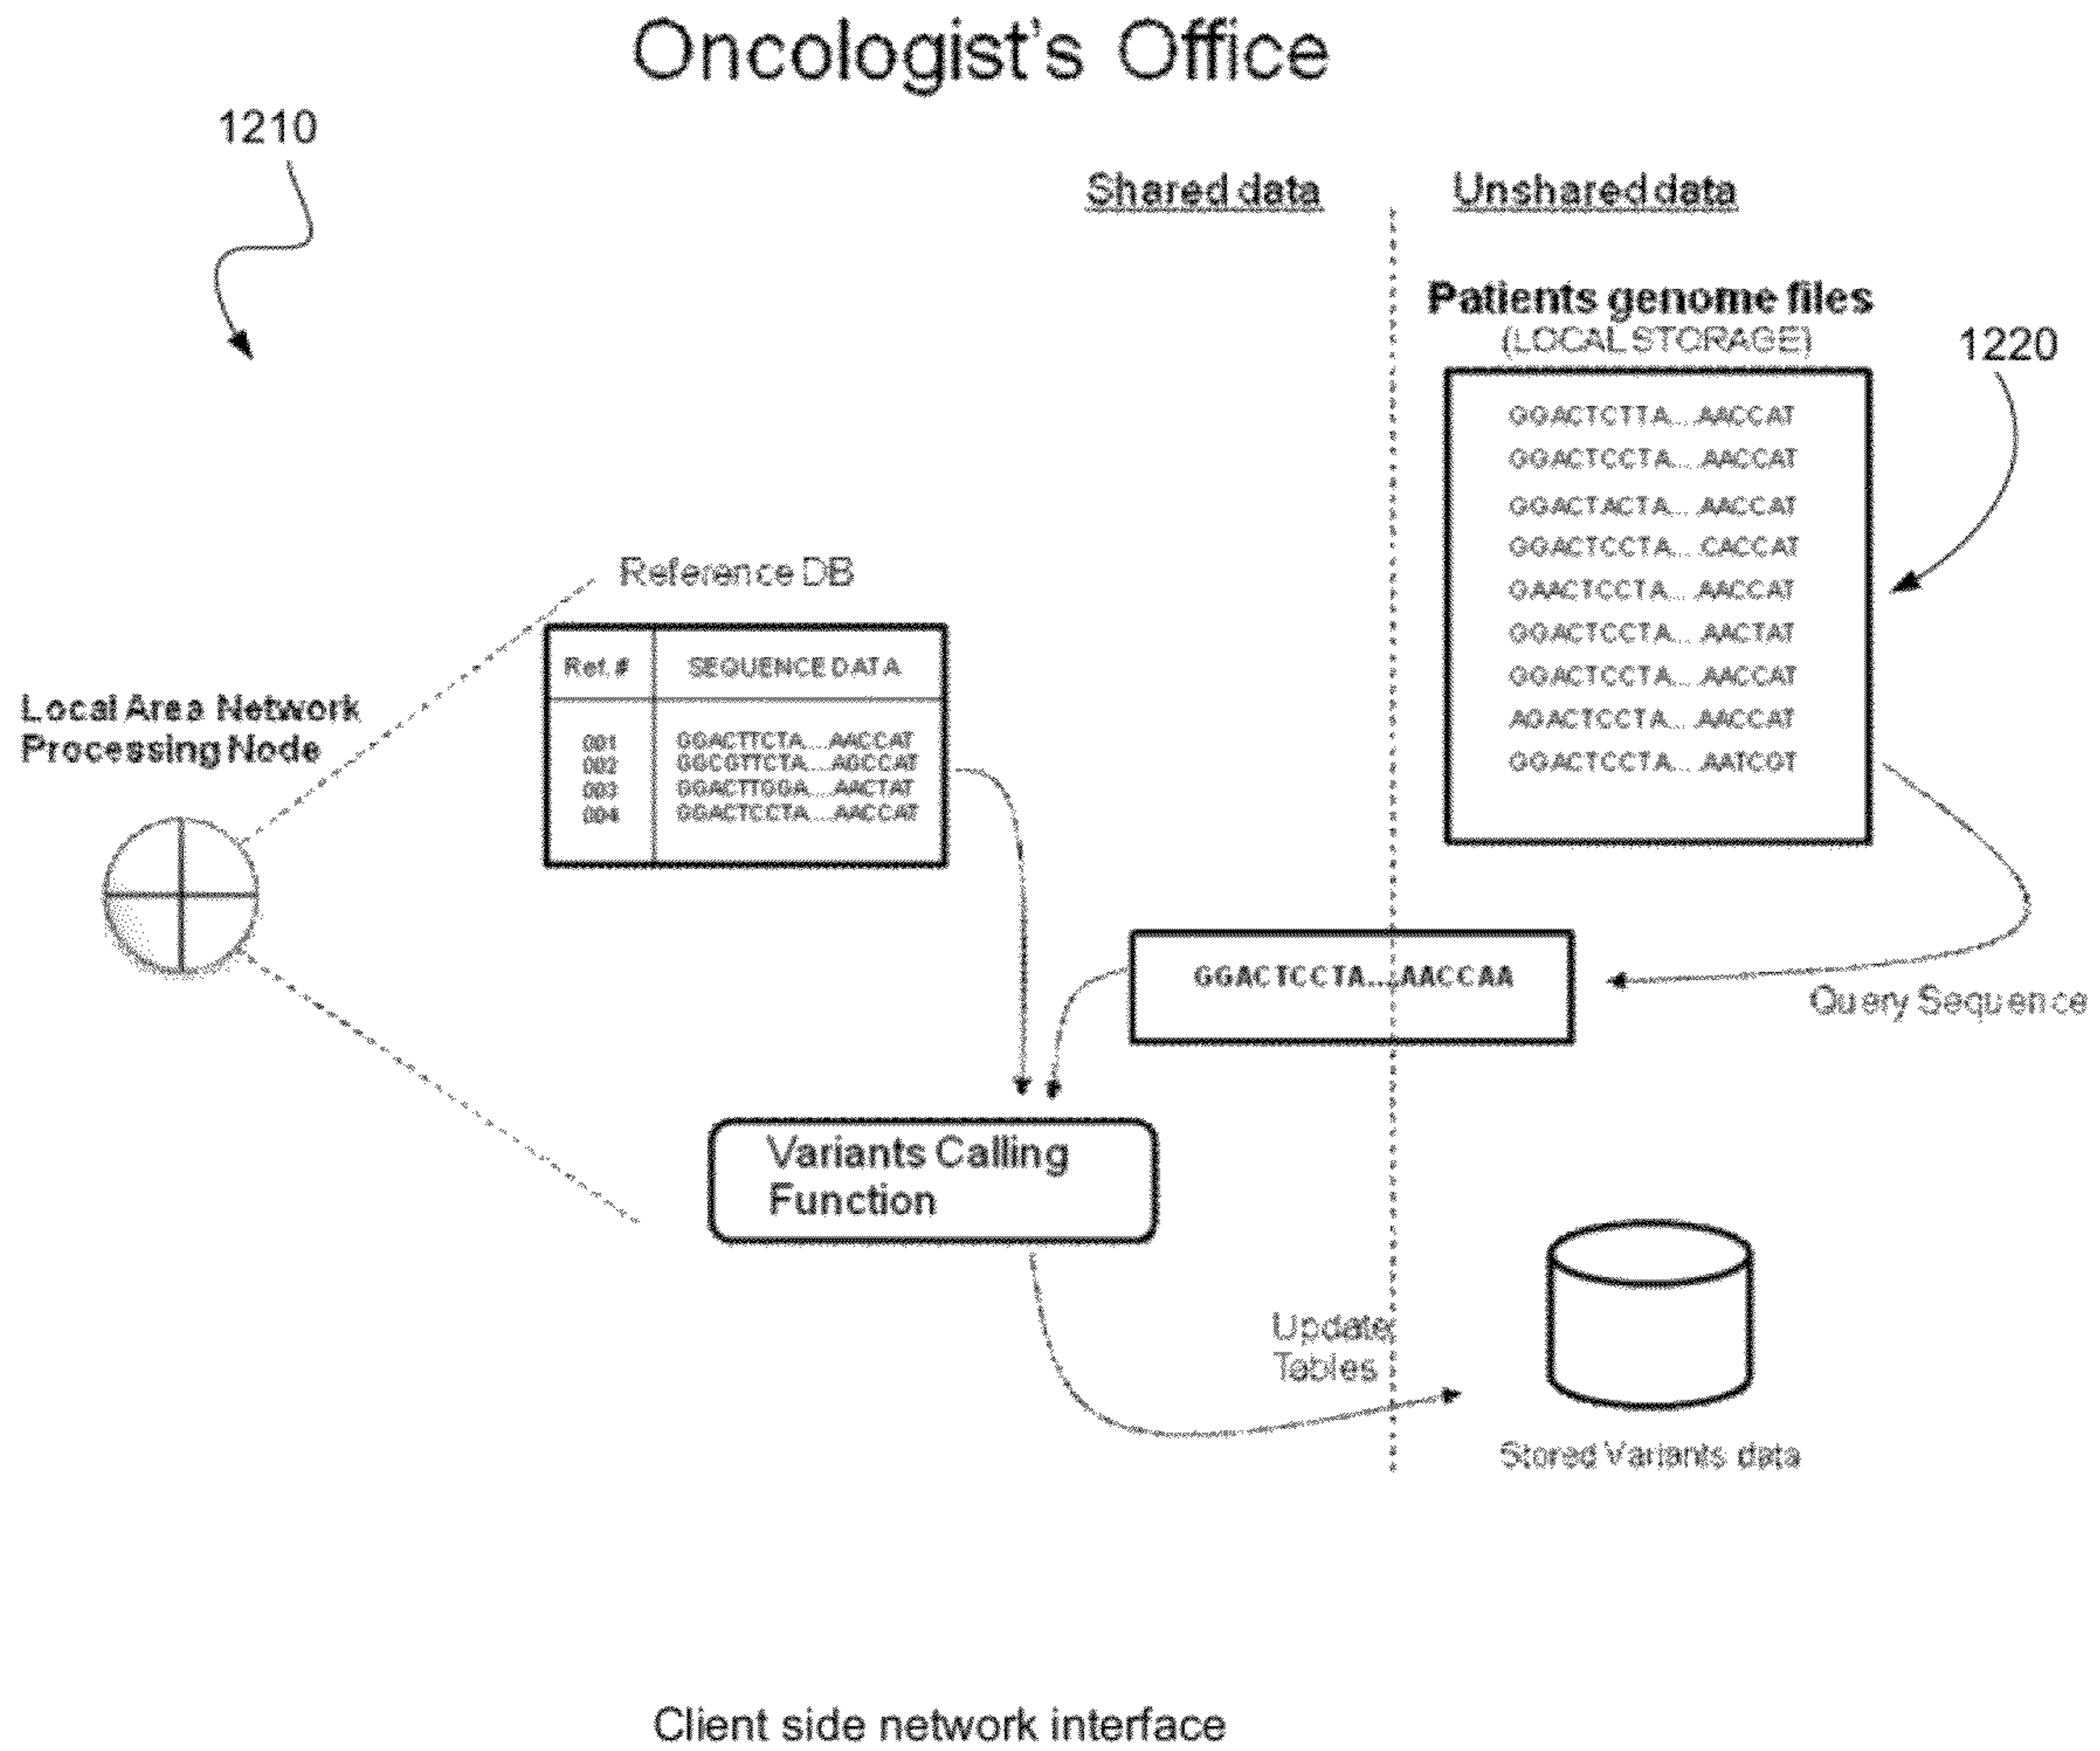 Oncologist's Office
1210
Shared data
Unshared data
Patients genome files
(LOCAL STORAGE)
1220
GGACTCTTA....AACCAT
GGACTCCTA....AACCAT
GGACTACTA....AACCAT
GGACTCCTA....CACCAT
GAACTCCTA....AACCAT
GGACTCCTA....AACTAT
GGACTCCTA....AACCAT
AGACTCCTA....AACCAT
GGACTCCTA....AATCGT
Reference DB
Ref. # SEQUENCE DATA
001 GGACTTCTA....AACCAT
002 GGCGTTCTA....AGCCAT
003 GGACTTGGA....AACTAT
004 GGACTCCTA....AACCAT
Local Area Network
Processing Node
GGACTCCTA....AACCAA
Query Sequence
Variants Calling
Function
Update
Tables
Stored Variants data
Client side network interface